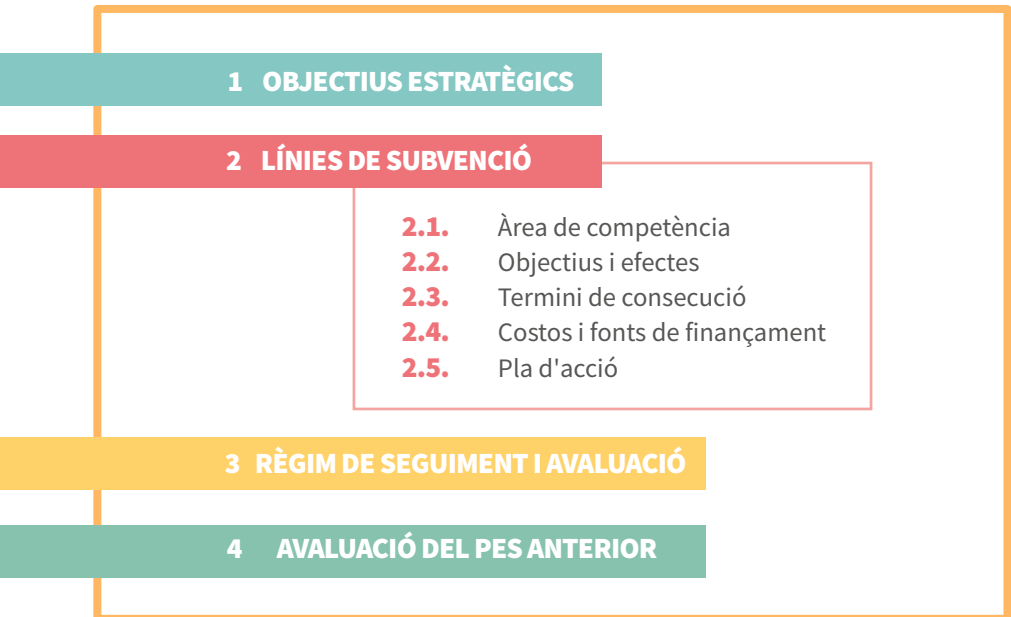 1 OBJECTIUS ESTRATÈGICS
2 LÍNIES DE SUBVENCIÓ
2.1. Àrea de competència
2.2. Objectius i efectes
2.3. Termini de consecució
2.4. Costos i fonts de finançament
2.5. Pla d'acció
3 RÈGIM DE SEGUIMENT I AVALUACIÓ
4 AVALUACIÓ DEL PES ANTERIOR